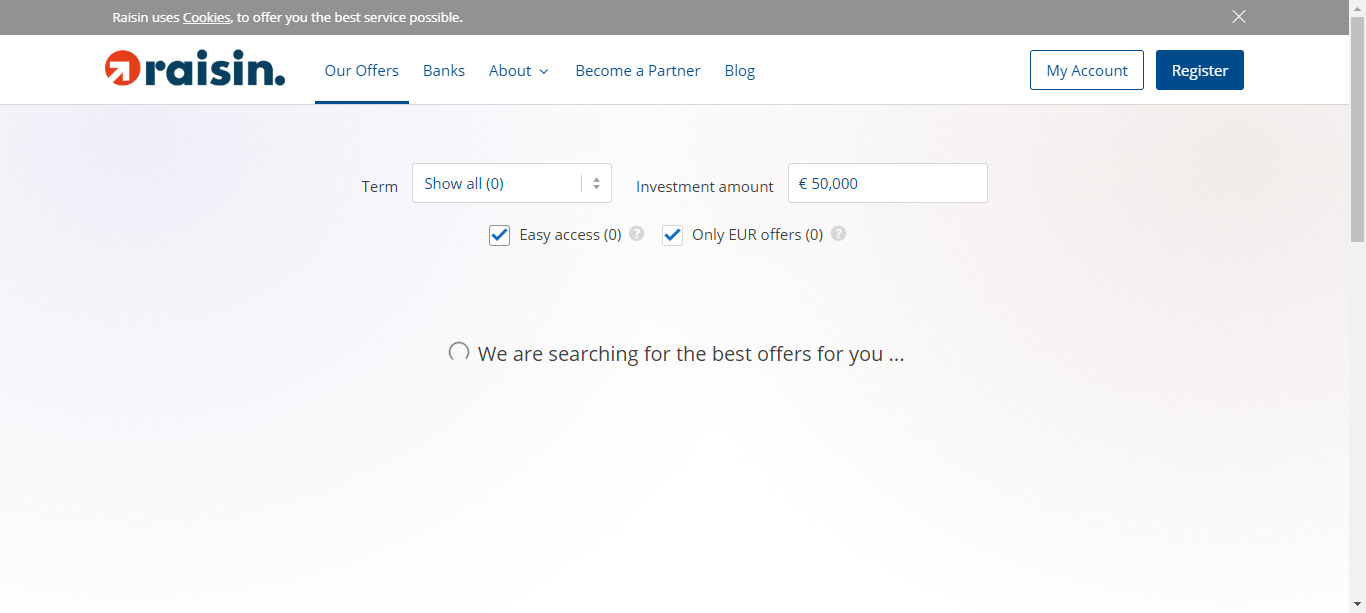 Raisin uses Cookies, to offer you the best service possible.
raisin.
Our Offers Banks About Become a Partner Blog My Account Register
Term Show all (0) Investment amount € 50,000
Easy access (0) ? Only EUR offers (0) ?
We are searching for the best offers for you ...